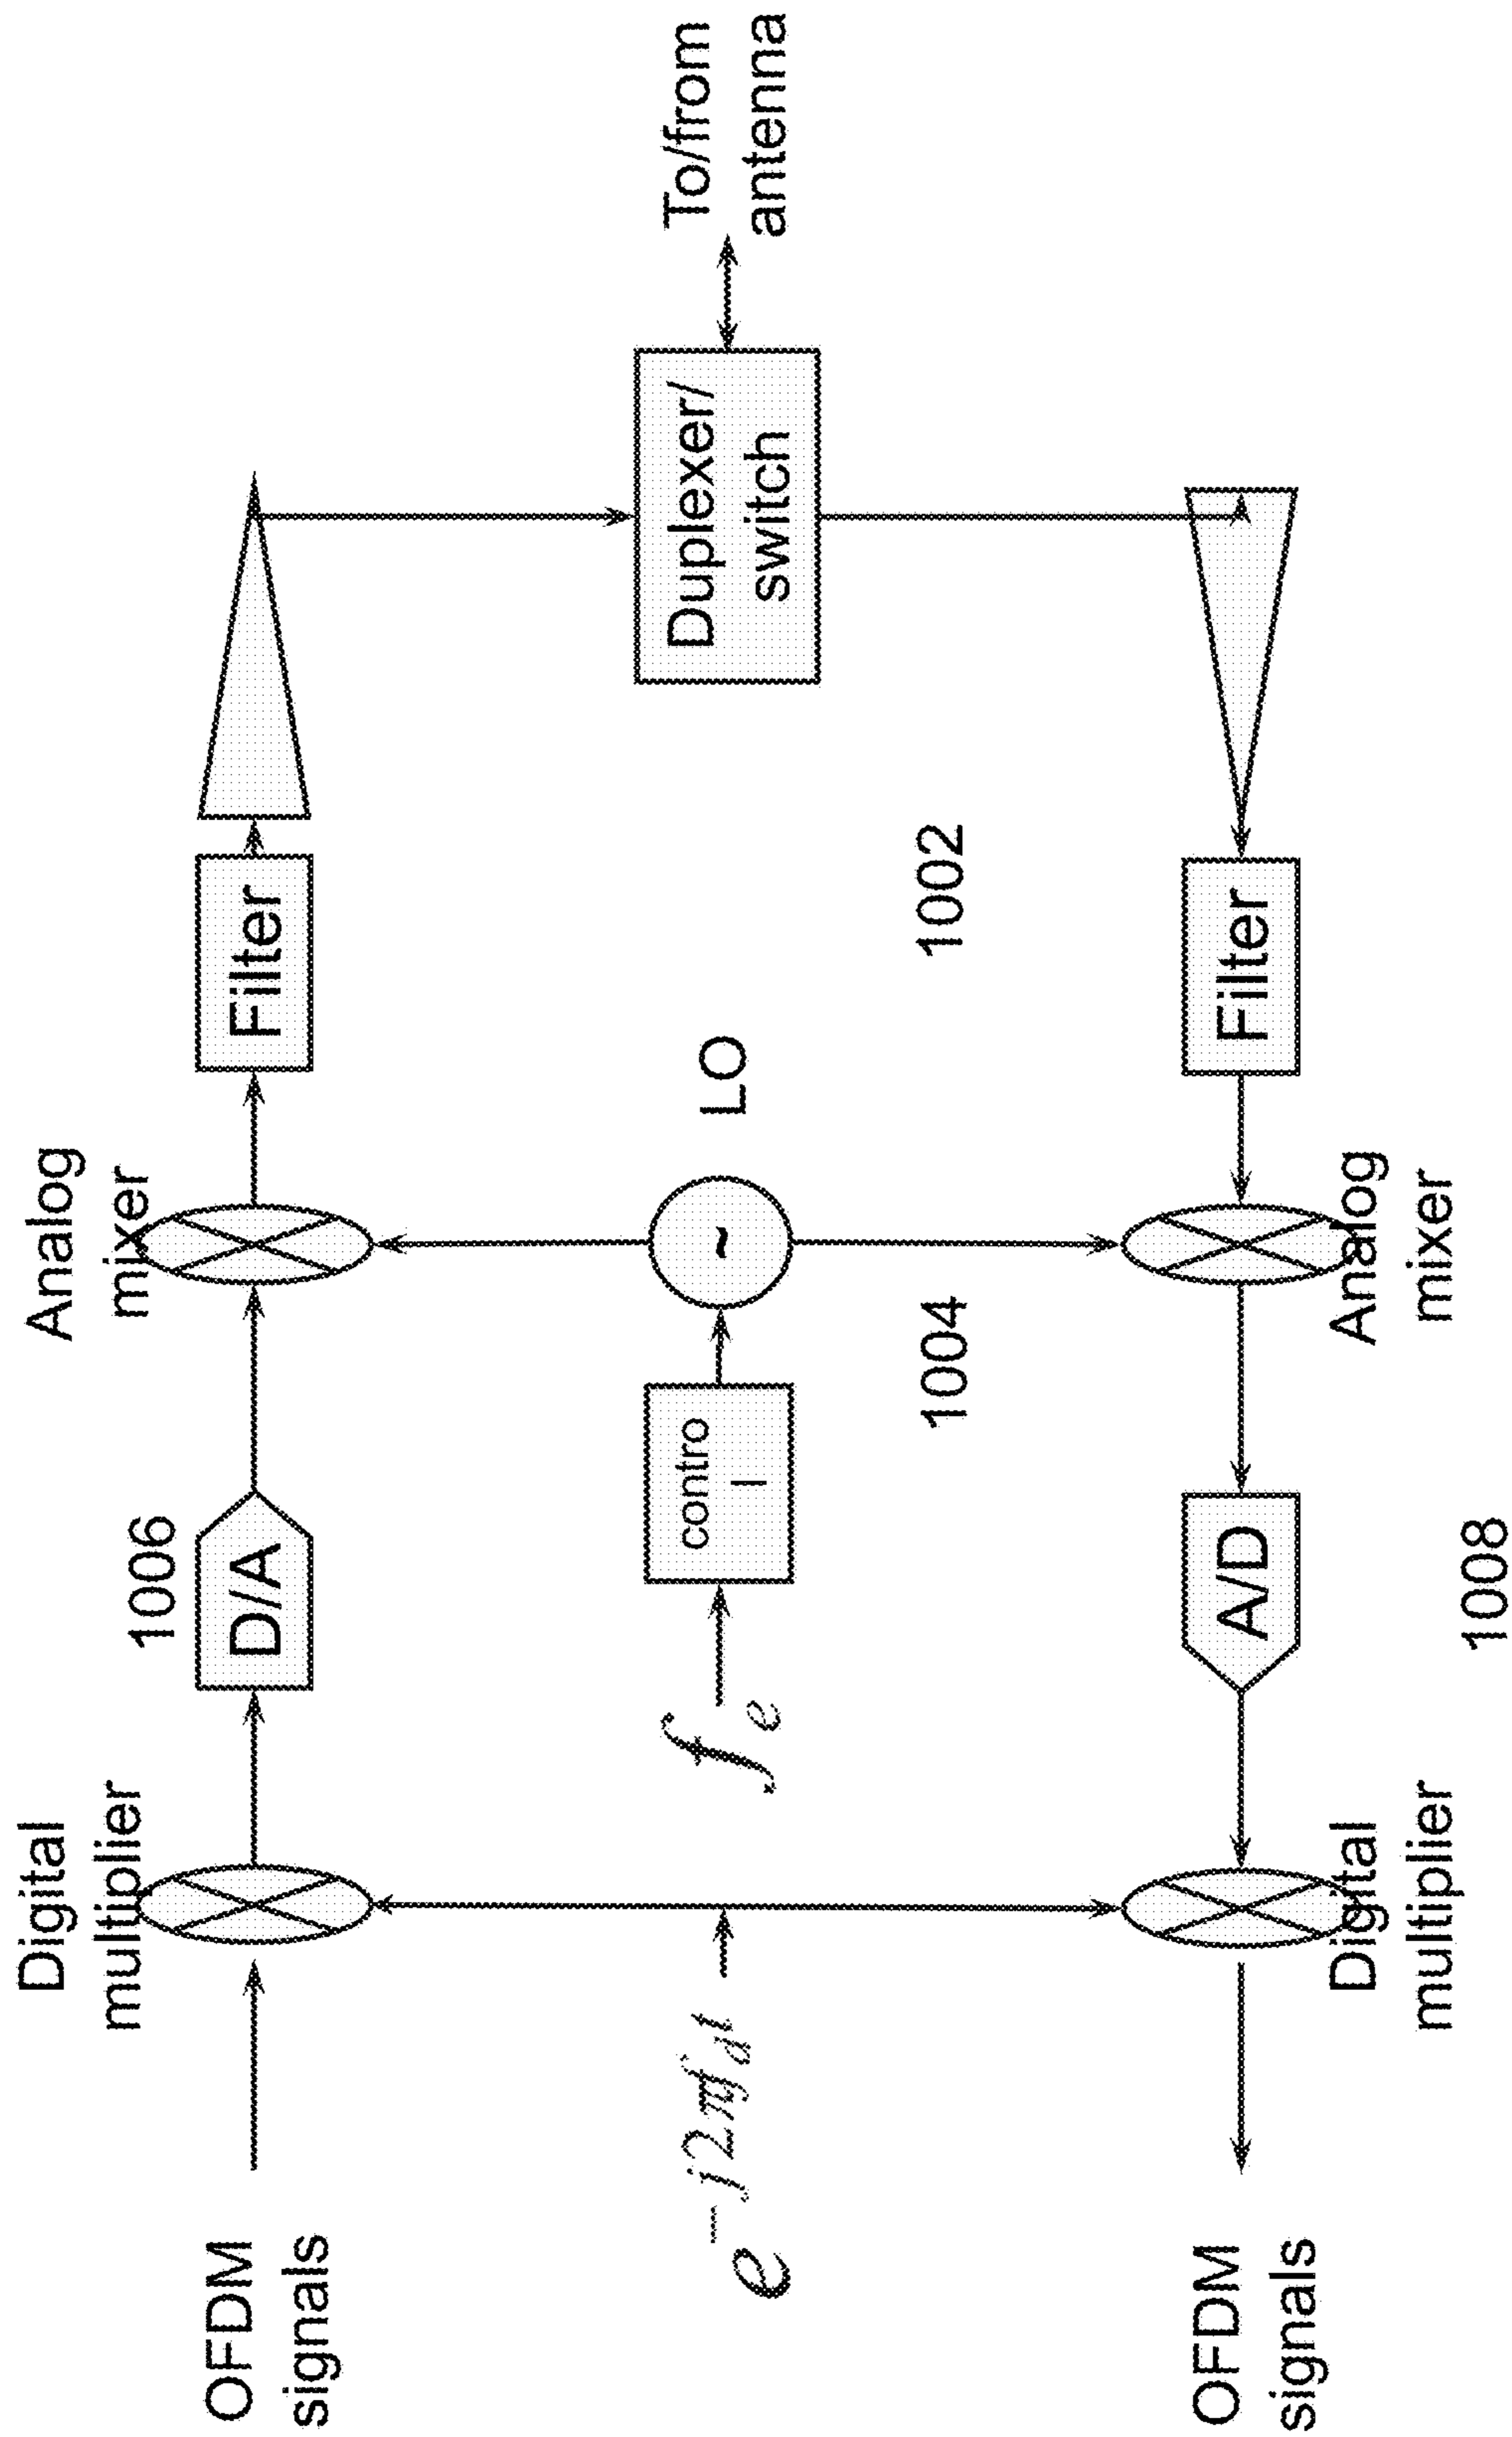 Digital
multiplier
Analog
mixer
1006
OFDM
signals
D/A
Filter
e^{-j2πf_d t}
f_e
contro
l
~
LO
Duplexer/
switch
To/from
antenna
1004
1002
OFDM
signals
A/D
Filter
Digital
multiplier
Analog
mixer
1008